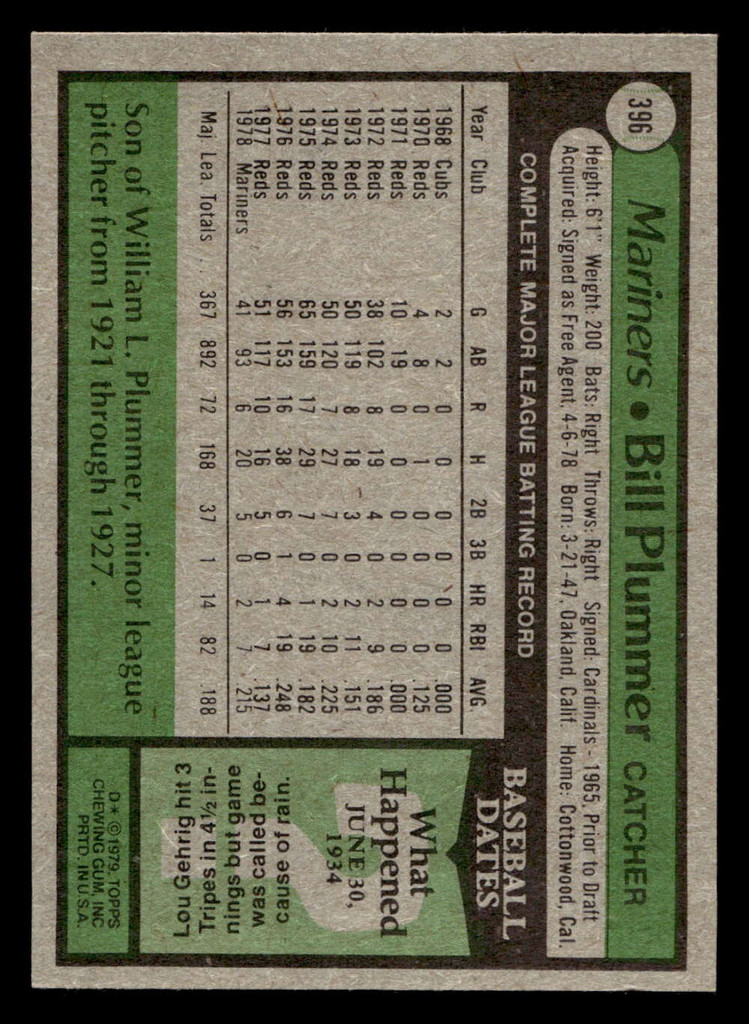 396
Mariners • Bill Plummer CATCHER
Height: 6'1" Weight: 200 Bats: Right Throws: Right Signed: Cardinals - 1965, Prior to Draft
Acquired: Signed as Free Agent, 4-6-78 Born: 3-21-47, Oakland, Calif. Home: Cottonwood, Cal.
COMPLETE MAJOR LEAGUE BATTING RECORD
Year Club G AB R H 2B 3B HR RBI AVG
1968 Cubs 2 2 0 0 0 0 0 0 .000
1970 Reds 4 8 0 1 0 0 0 0 .125
1971 Reds 10 19 0 0 0 0 0 0 .000
1972 Reds 38 102 8 19 4 0 2 9 .186
1973 Reds 50 119 8 18 3 0 2 11 .151
1974 Reds 50 120 7 27 7 0 2 10 .225
1975 Reds 65 159 17 29 7 0 1 19 .182
1976 Reds 56 153 16 38 6 1 4 19 .248
1977 Reds 51 117 10 16 5 0 1 7 .137
1978 Mariners 41 93 6 20 5 0 2 7 .215
Maj. Lea. Totals .. 367 892 72 168 37 1 14 82 .188
Son of William L. Plummer, minor league
pitcher from 1921 through 1927.
BASEBALL
DATES
What
Happened
JUNE 30,
1934
?
Lou Gehrig hit 3
Tripes in 4½ in-
nings but game
was called be-
cause of rain.
D* © 1979, TOPPS
CHEWING GUM, INC
PRTD. IN U.S.A.